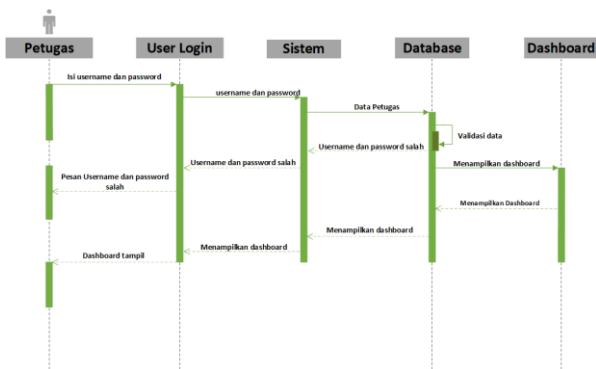 Petugas
User Login
Sistem
Database
Dashboard
Isi username dan password
username dan password
Data Petugas
Validasi data
Username dan password salah
Username dan password salah
Menampilkan dashboard
Pesan Username dan password
salah
Menampilkan Dashboard
Menampilkan dashboard
Menampilkan dashboard
Dashboard tampil